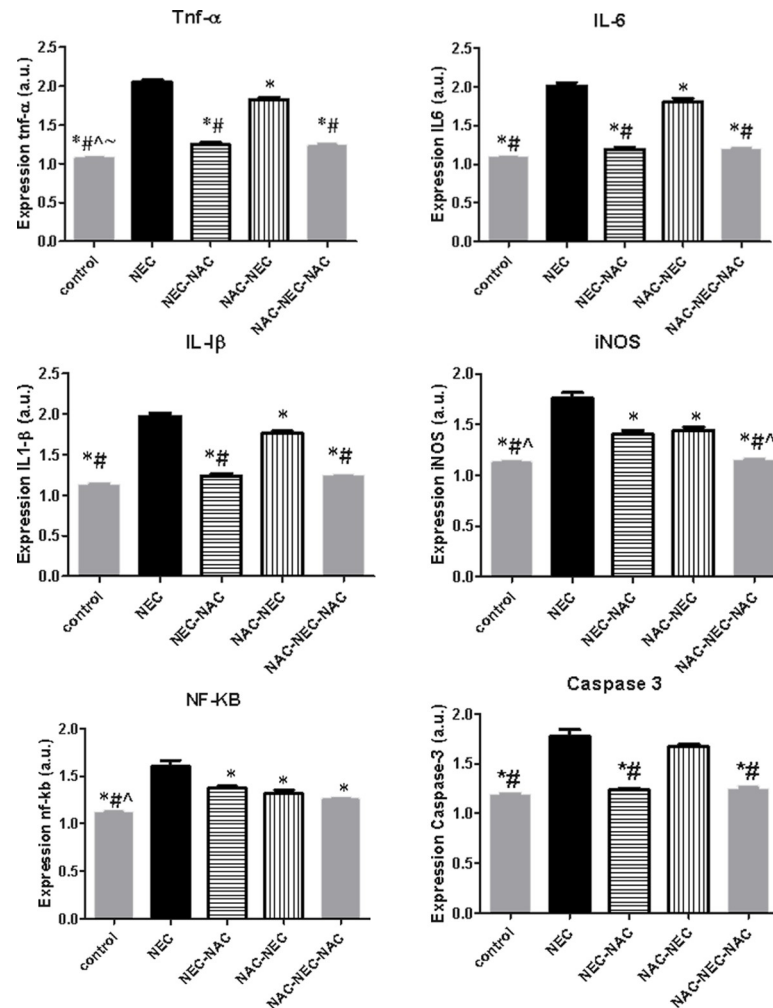 Tnf-α
Expression tnf-α (a.u.)
2.5
2.0
1.5
1.0
0.5
0.0
*#^~
*#
*
*#
control
NEC
NEC-NAC
NAC-NEC
NAC-NEC-NAC
IL-6
Expression IL6 (a.u.)
2.5
2.0
1.5
1.0
0.5
0.0
*#
*#
*
*#
control
NEC
NEC-NAC
NAC-NEC
NAC-NEC-NAC
IL-Iβ
Expression IL1-β (a.u.)
2.5
2.0
1.5
1.0
0.5
0.0
*#
*#
*
*#
control
NEC
NEC-NAC
NAC-NEC
NAC-NEC-NAC
iNOS
Expression iNOS (a.u.)
2.0
1.5
1.0
0.5
0.0
*#^
*
*
*#^
control
NEC
NEC-NAC
NAC-NEC
NAC-NEC-NAC
NF-KB
Expression nf-kb (a.u.)
2.0
1.5
1.0
0.5
0.0
*#^
*
*
*
control
NEC
NEC-NAC
NAC-NEC
NAC-NEC-NAC
Caspase 3
Expression Caspase-3 (a.u.)
2.0
1.5
1.0
0.5
0.0
*#
*#
*#
control
NEC
NEC-NAC
NAC-NEC
NAC-NEC-NAC